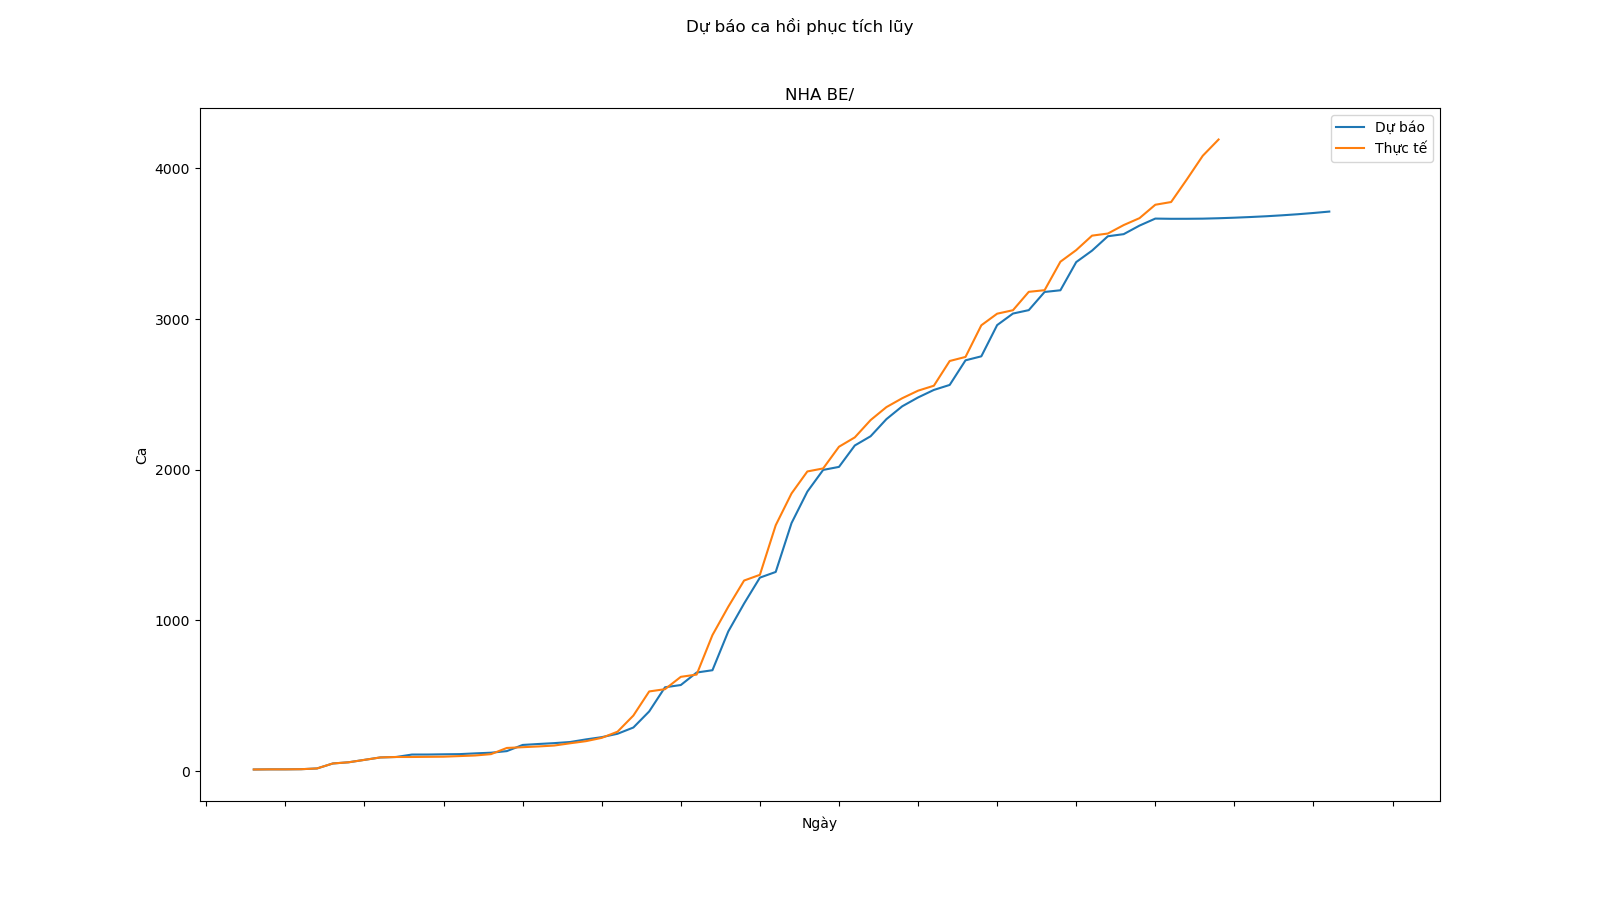 Dự báo ca hồi phục tích lũy
NHA BE/
Dự báo
Thực tế
4000
3000
2000
1000
0
Ca
Ngày